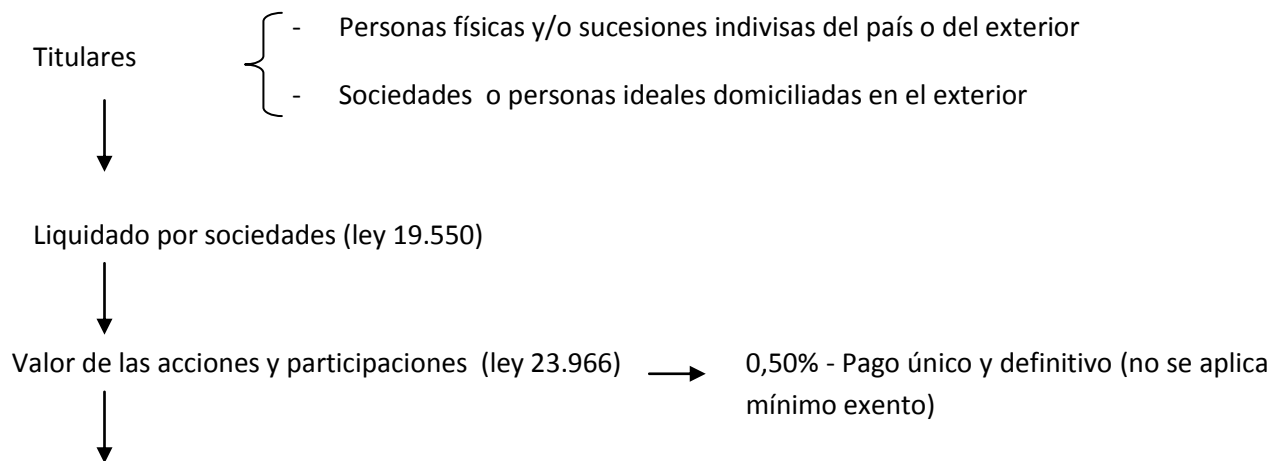 - Personas físicas y/o sucesiones indivisas del país o del exterior
Titulares
- Sociedades o personas ideales domiciliadas en el exterior
Liquidado por sociedades (ley 19.550)
Valor de las acciones y participaciones (ley 23.966)
0,50% - Pago único y definitivo (no se aplica
mínimo exento)